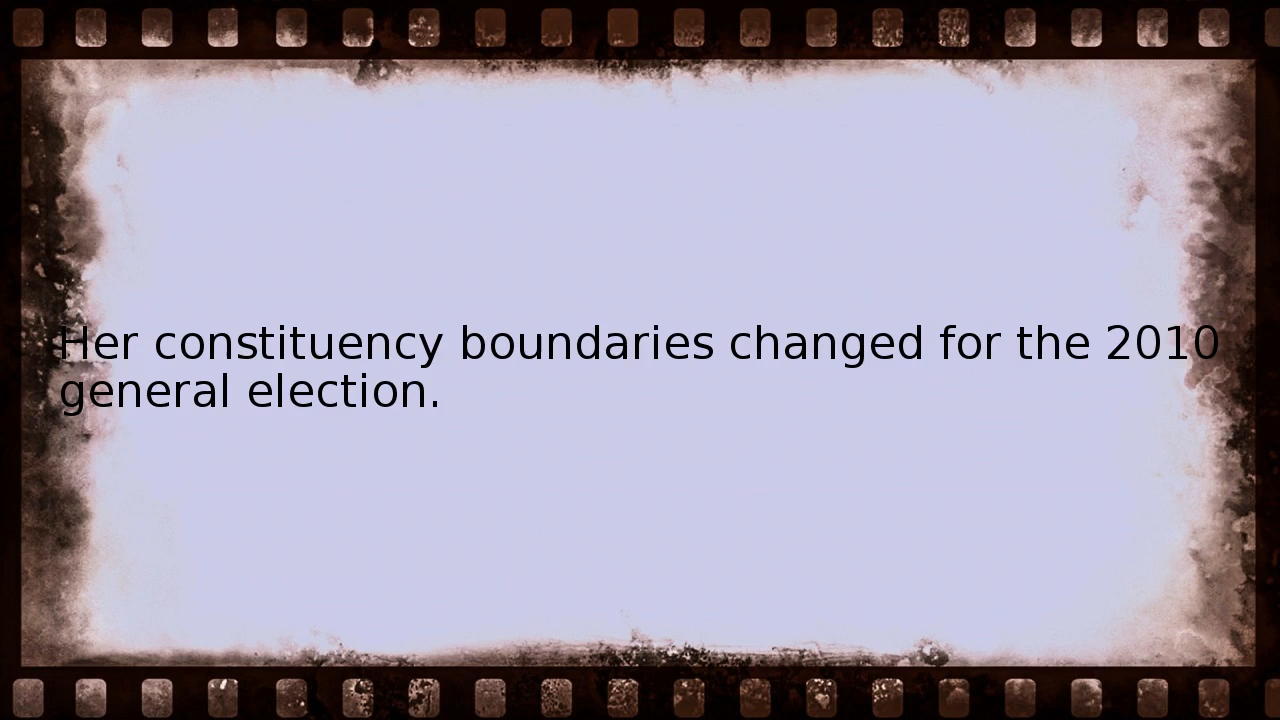 Her constituency boundaries changed for the 2010
general election.